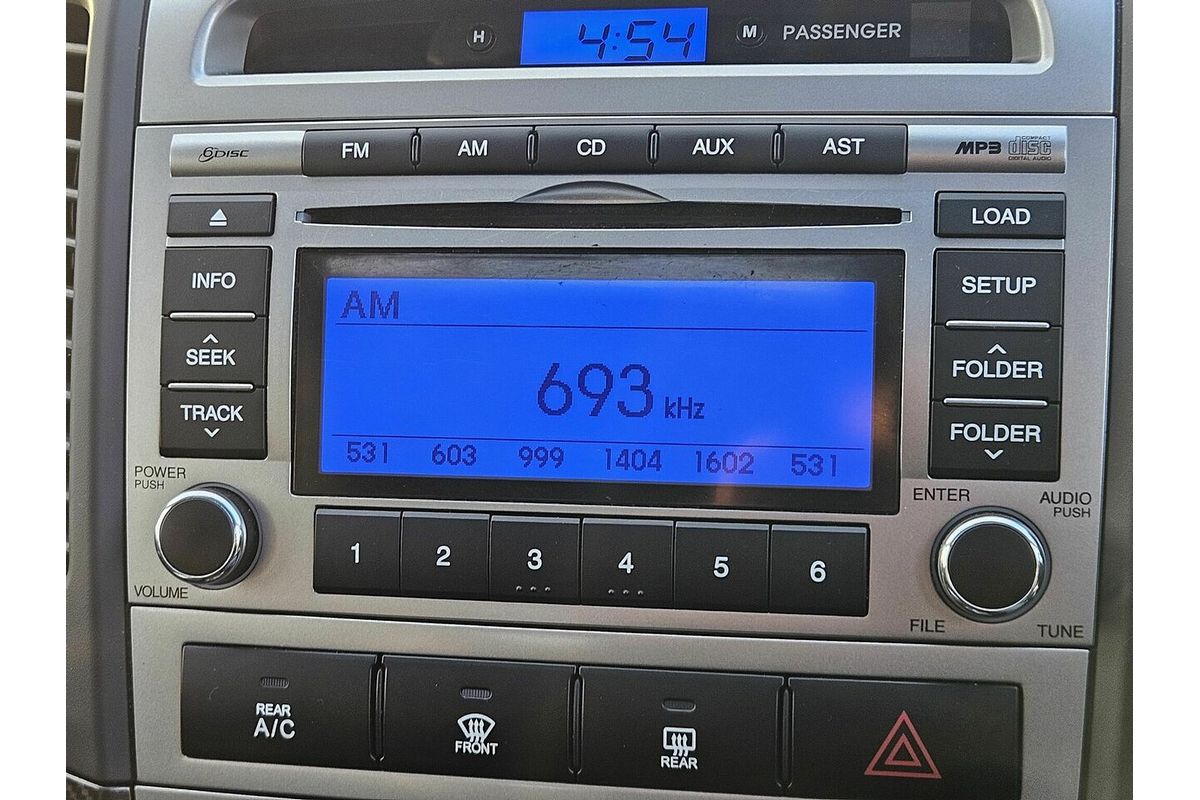 H 4:54 M PASSENGER
6DISC FM AM CD AUX AST MP3 COMPACT disc DIGITAL AUDIO
LOAD
INFO
SEEK
TRACK
AM
693 kHz
531 603 999 1404 1602 531
SETUP
FOLDER
FOLDER
POWER
PUSH
VOLUME
1 2 3 4 5 6
ENTER
AUDIO
PUSH
FILE
TUNE
REAR
A/C
FRONT
REAR